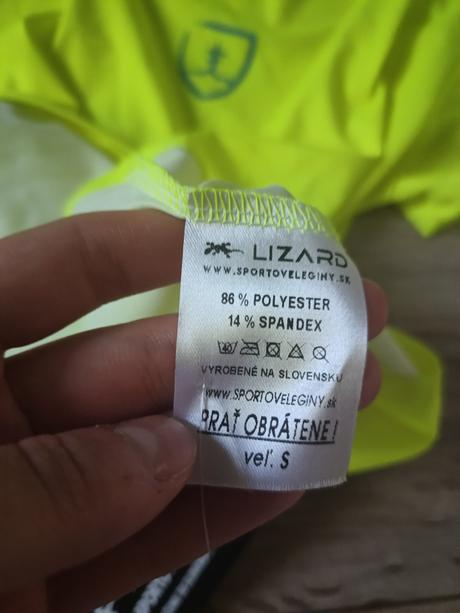 LIZARD
WWW.SPORTOVELEGINY.SK
86 % POLYESTER
14 % SPANDEX
VYROBENÉ NA SLOVENSKU
WWW.SPORTOVELEGINY.sk
PRAŤ OBRÁTENE !
veľ. S